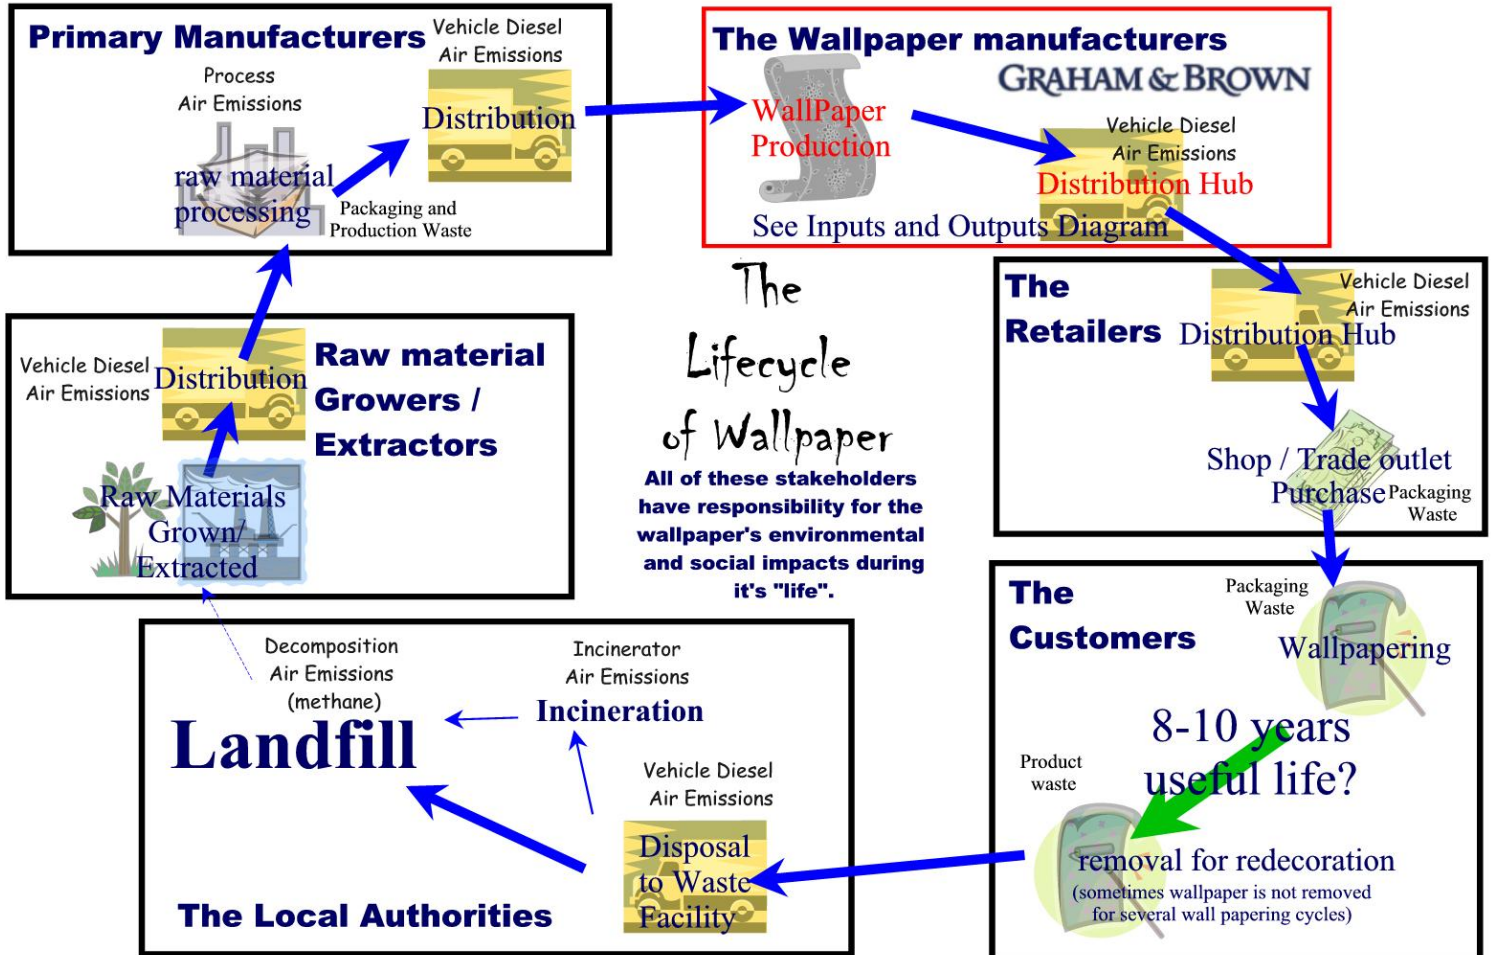 Primary Manufacturers
Vehicle Diesel
Air Emissions
Process
Air Emissions
Distribution
raw material
processing
Packaging and
Production Waste
The Wallpaper manufacturers
GRAHAM & BROWN
WallPaper
Production
Vehicle Diesel
Air Emissions
Distribution Hub
See Inputs and Outputs Diagram
The
Retailers
Vehicle Diesel
Air Emissions
Distribution Hub
Shop / Trade outlet
Purchase
Packaging
Waste
The
Lifecycle
of Wallpaper
All of these stakeholders
have responsibility for the
wallpaper's environmental
and social impacts during
it's "life".
Vehicle Diesel
Air Emissions
Distribution
Raw material
Growers /
Extractors
Raw Materials
Grown/
Extracted
The
Customers
Packaging
Waste
Wallpapering
8-10 years
useful life?
Product
waste
removal for redecoration
(sometimes wallpaper is not removed
for several wall papering cycles)
Decomposition
Air Emissions
(methane)
Landfill
Incinerator
Air Emissions
Incineration
Vehicle Diesel
Air Emissions
Disposal
to Waste
Facility
The Local Authorities